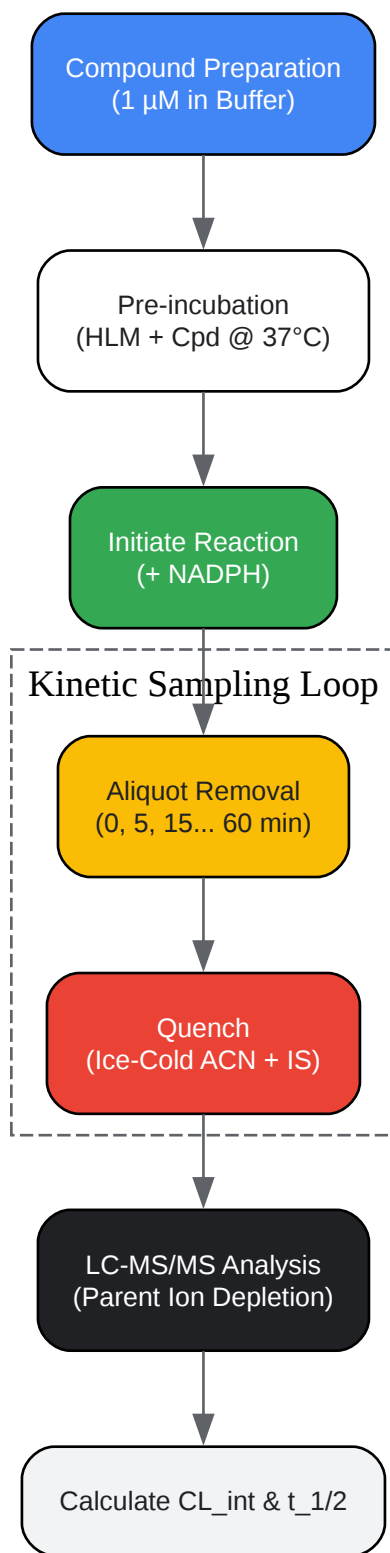 Compound Preparation
(1 µM in Buffer)
Pre-incubation
(HLM + Cpd @ 37°C)
Initiate Reaction
(+ NADPH)
Kinetic Sampling Loop
Aliquot Removal
(0, 5, 15... 60 min)
Quench
(Ice-Cold ACN + IS)
LC-MS/MS Analysis
(Parent Ion Depletion)
Calculate CL_int & t_1/2